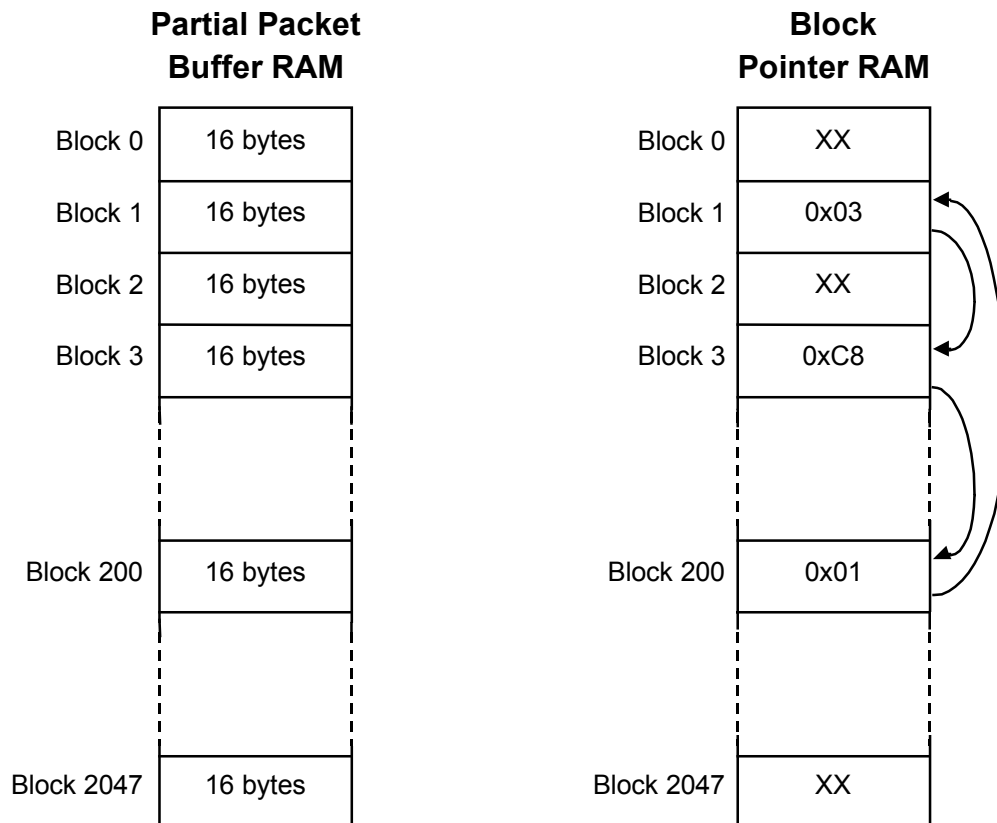 Partial Packet
Buffer RAM
Block
Pointer RAM
Block 0
16 bytes
Block 0
XX
Block 1
16 bytes
Block 1
0x03
Block 2
16 bytes
Block 2
XX
Block 3
16 bytes
Block 3
0xC8
Block 200
16 bytes
Block 200
0x01
Block 2047
16 bytes
Block 2047
XX